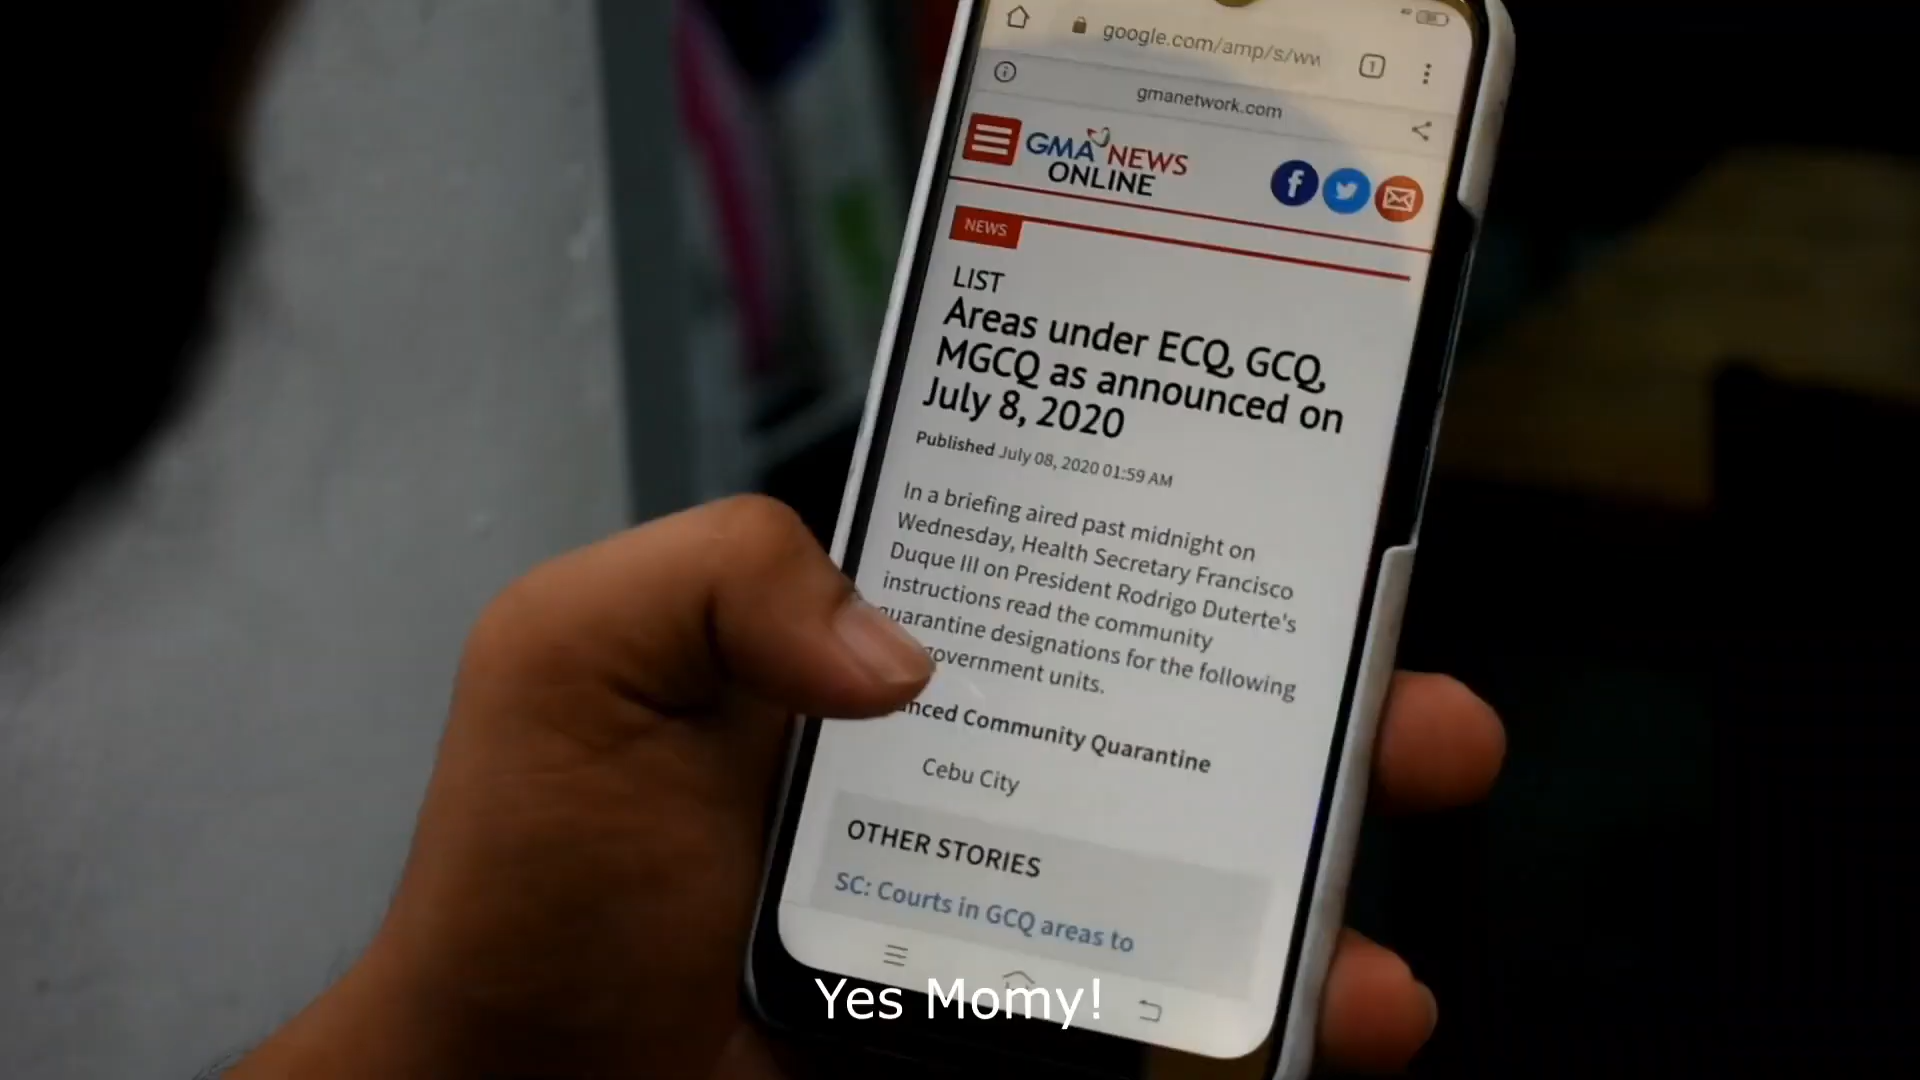 google.com/amp/s/ww
1
gmanetwork.com
GMA NEWS
ONLINE
NEWS
LIST
Areas under ECQ, GCQ,
MGCQ as announced on
July 8, 2020
Published July 08, 2020 01:59 AM
In a briefing aired past midnight on
Wednesday, Health Secretary Francisco
Duque III on President Rodrigo Duterte's
instructions read the community
quarantine designations for the following
government units.
nced Community Quarantine
Cebu City
OTHER STORIES
SC: Courts in GCQ areas to
Yes Momy!